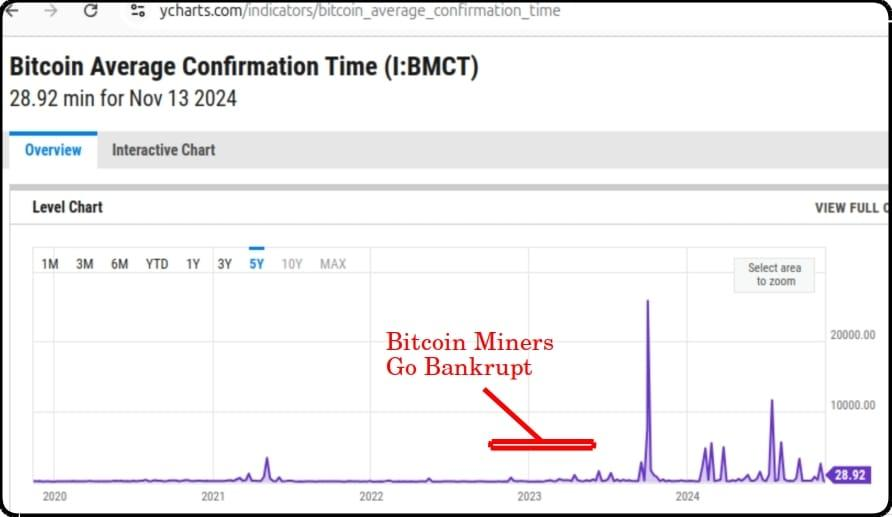 ycharts.com/indicators/bitcoin_average_confirmation_time
Bitcoin Average Confirmation Time (I:BMCT)
28.92 min for Nov 13 2024
Overview Interactive Chart
Level Chart VIEW FULL
1M 3M 6M YTD 1Y 3Y 5Y 10Y MAX
Select area
to zoom
20000.00
Bitcoin Miners
Go Bankrupt
10000.00
28.92
2020 2021 2022 2023 2024